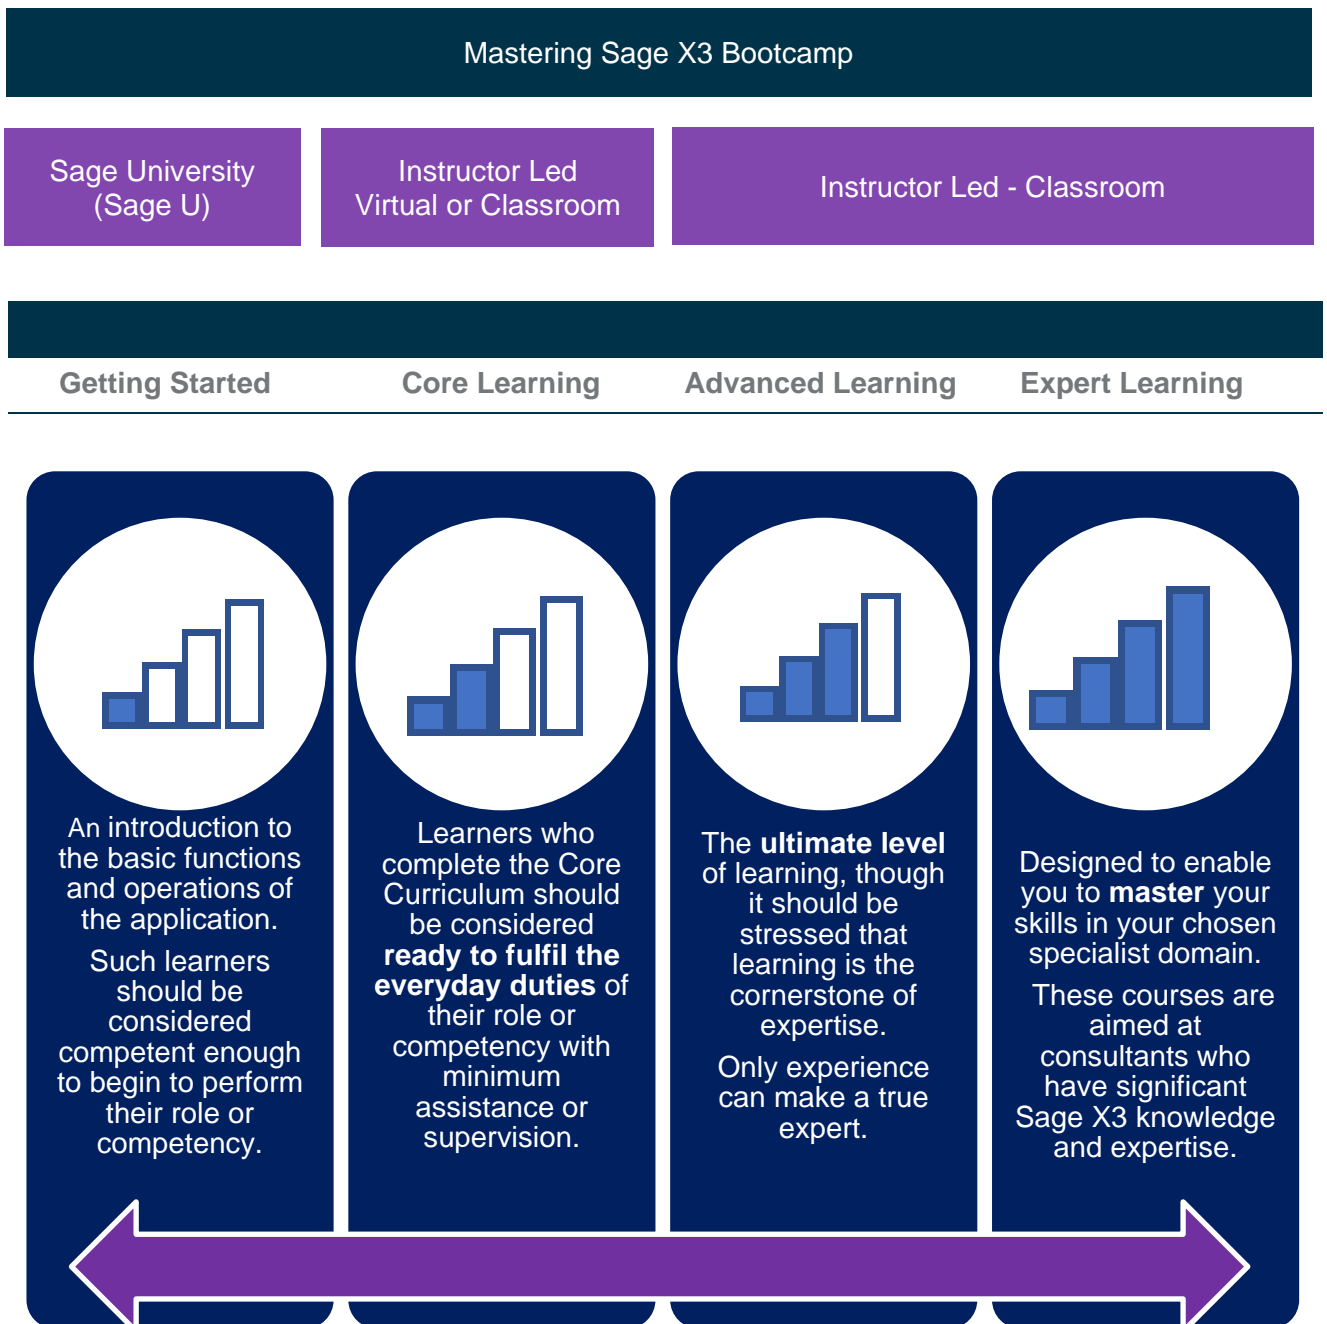 Mastering Sage X3 Bootcamp
Sage University
(Sage U)
Instructor Led
Virtual or Classroom
Instructor Led - Classroom
Getting Started
Core Learning
Advanced Learning
Expert Learning
An introduction to
the basic functions
and operations of
the application.
Such learners
should be
considered
competent enough
to begin to perform
their role or
competency.
Learners who
complete the Core
Curriculum should
be considered
ready to fulfil the
everyday duties of
their role or
competency with
minimum
assistance or
supervision.
The ultimate level
of learning, though
it should be
stressed that
learning is the
cornerstone of
expertise.
Only experience
can make a true
expert.
Designed to enable
you to master your
skills in your chosen
specialist domain.
These courses are
aimed at
consultants who
have significant
Sage X3 knowledge
and expertise.